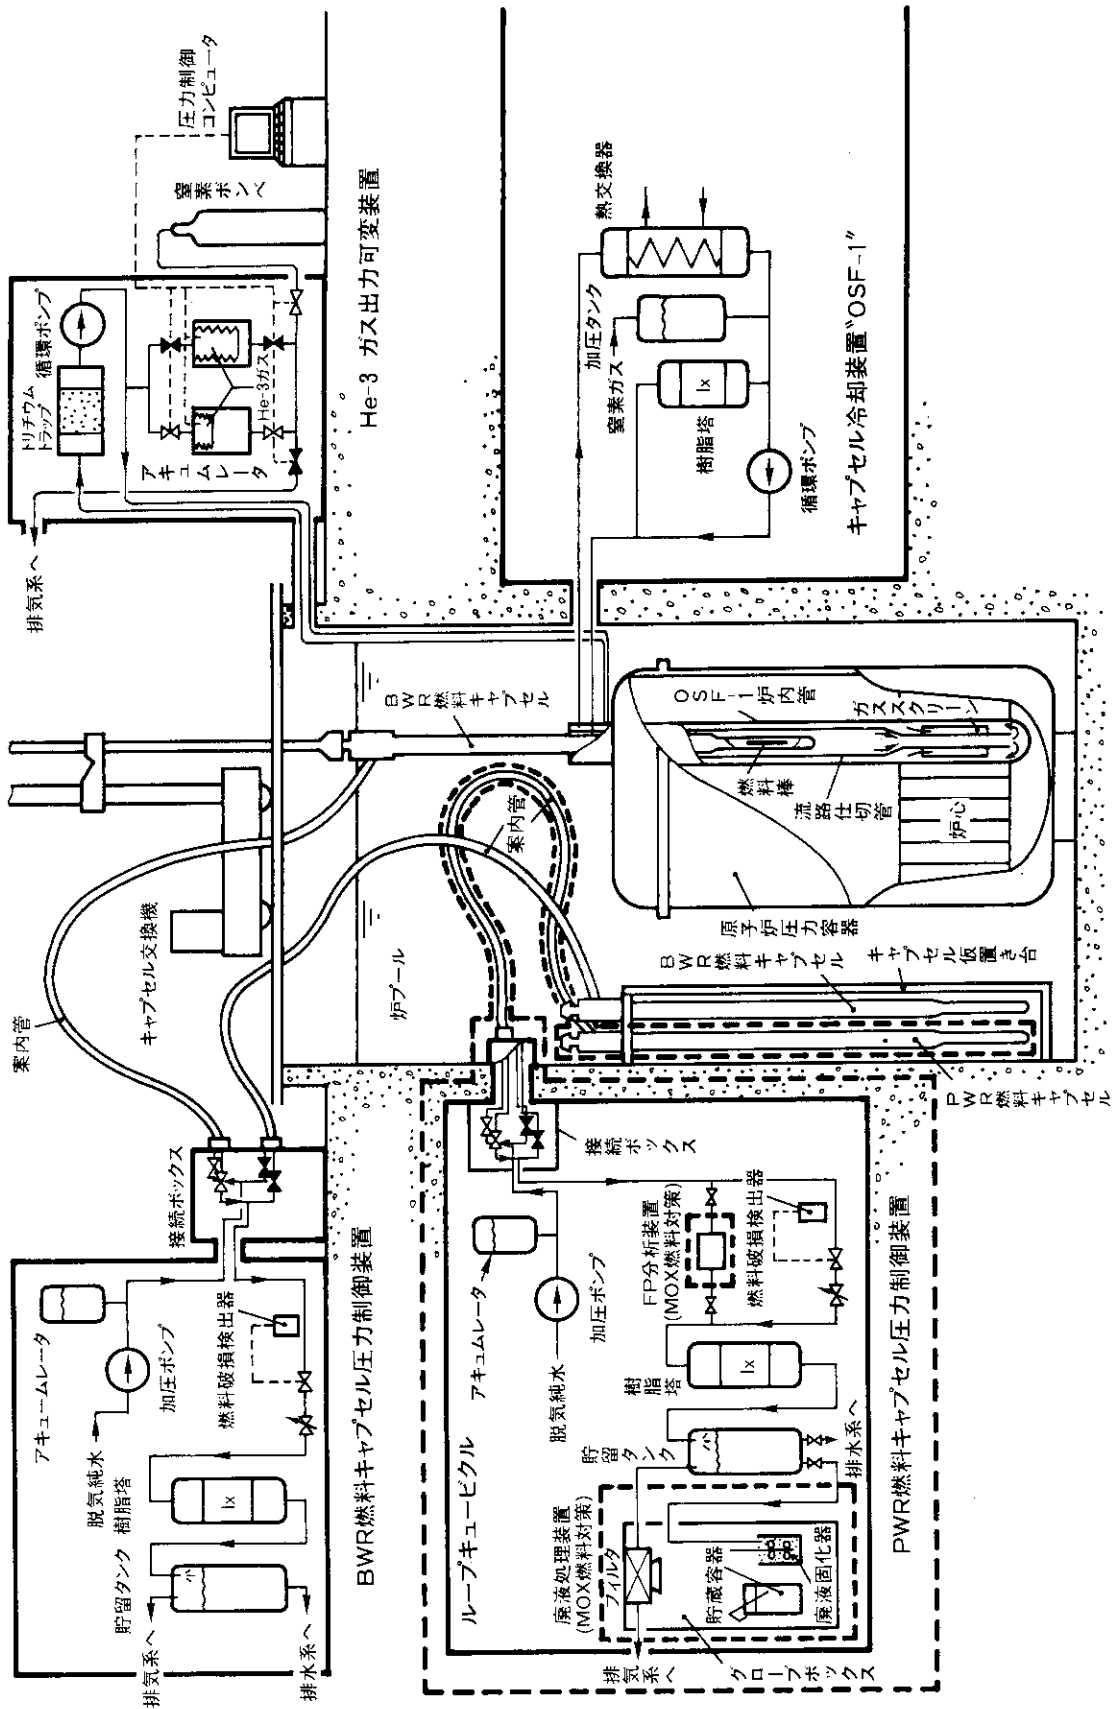 アキュームレータ
脱気純水
加圧ポンプ
燃料破損検出器
樹脂塔
Ix
貯留タンク
排気系へ
排水系へ
接続ボックス
BWR燃料キャプセル圧力制御装置
案内管
キャプセル交換機
炉プール
案内管
BWR燃料キャプセル
排気系へ
トリチウム
トラップ
循環ポンプ
アキュムレータ
He-3ガス
窒素ボンベ
圧力制御
コンピュータ
He-3 ガス出力可変装置
ループキュービクル
アキュムレータ
脱気純水
加圧ポンプ
接続ボックス
FP分析装置
(MOX燃料対策)
燃料破損検出器
樹脂塔
Ix
貯留タンク
排水系へ
廃液処理装置
(MOX燃料対策)
フィルタ
貯蔵容器
廃液固化器
排気系へ
グローブボックス
PWR燃料キャプセル圧力制御装置
原子炉圧力容器
BWR燃料キャプセル
キャプセル仮置き台
PWR燃料キャプセル
OSF-1炉内管
ガススクリーン
燃料棒
流路仕切管
炉心
熱交換器
加圧タンク
窒素ガス
Ix
樹脂塔
循環ポンプ
キャプセル冷却装置"OSF-1"